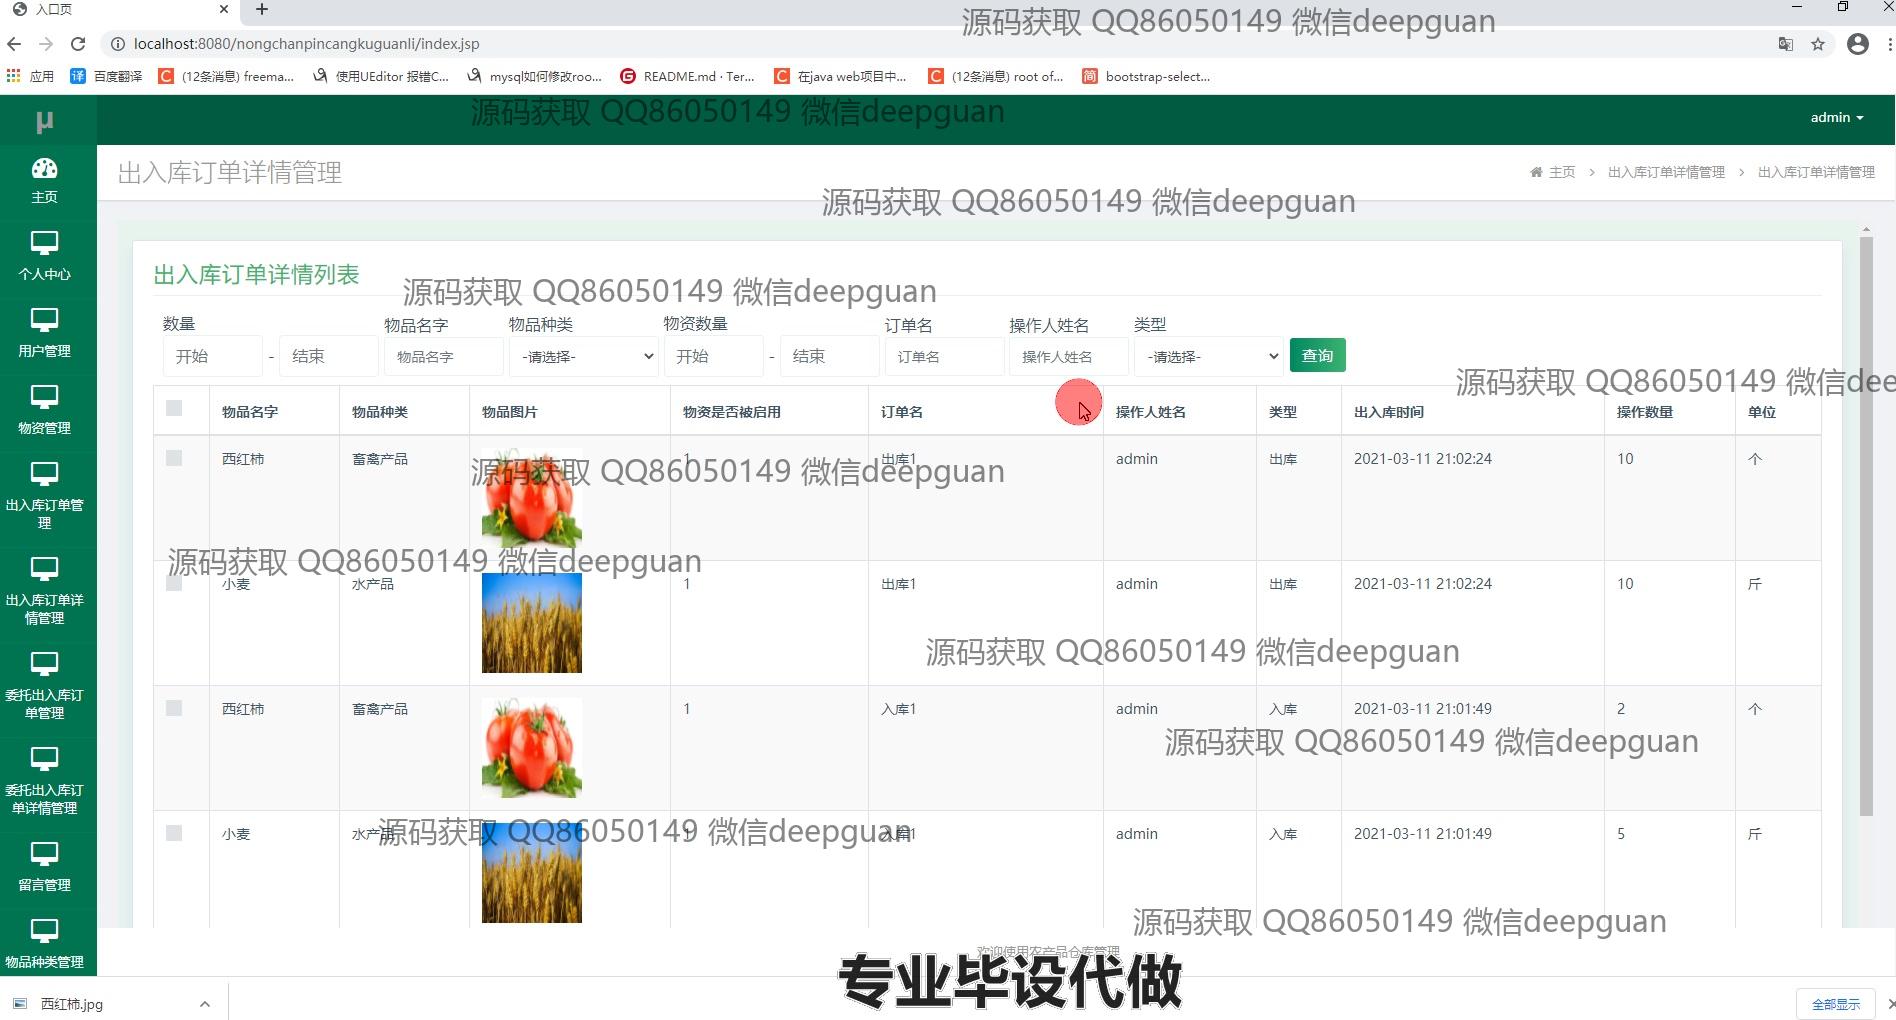 入口页
源码获取 QQ86050149 微信deepguan
localhost:8080/nongchanpincangkuguanli/index.jsp
应用 百度翻译 (12条消息) freema... 使用UEditor 报错C... mysql如何修改roo... README.md · Ter... 在java web项目中... (12条消息) root of... bootstrap-select...
源码获取 QQ86050149 微信deepguan
μ admin
出入库订单详情管理 主页 > 出入库订单详情管理 > 出入库订单详情管理
源码获取 QQ86050149 微信deepguan
主页
个人中心
用户管理
物资管理
出入库订单管
理
出入库订单详
情管理
委托出入库订
单管理
委托出入库订
单详情管理
留言管理
物品种类管理
出入库订单详情列表
源码获取 QQ86050149 微信deepguan
数量 物品名字 物品种类 物资数量 订单名 操作人姓名 类型
开始 - 结束 物品名字 -请选择- 开始 - 结束 订单名 操作人姓名 -请选择- 查询
源码获取 QQ86050149 微信dee
物品名字 物品种类 物品图片 物资是否被启用 订单名 操作人姓名 类型 出入库时间 操作数量 单位
西红柿 畜禽产品 1 出库1 admin 出库 2021-03-11 21:02:24 10 个
源码获取 QQ86050149 微信deepguan
源码获取 QQ86050149 微信deepguan
小麦 水产品 1 出库1 admin 出库 2021-03-11 21:02:24 10 斤
源码获取 QQ86050149 微信deepguan
西红柿 畜禽产品 1 入库1 admin 入库 2021-03-11 21:01:49 2 个
源码获取 QQ86050149 微信deepguan
小麦 水产品 1 入库1 admin 入库 2021-03-11 21:01:49 5 斤
源码获取 QQ86050149 微信deepguan
源码获取 QQ86050149 微信deepguan
欢迎使用农产品仓库管理
专业毕设代做
西红柿.jpg 全部显示